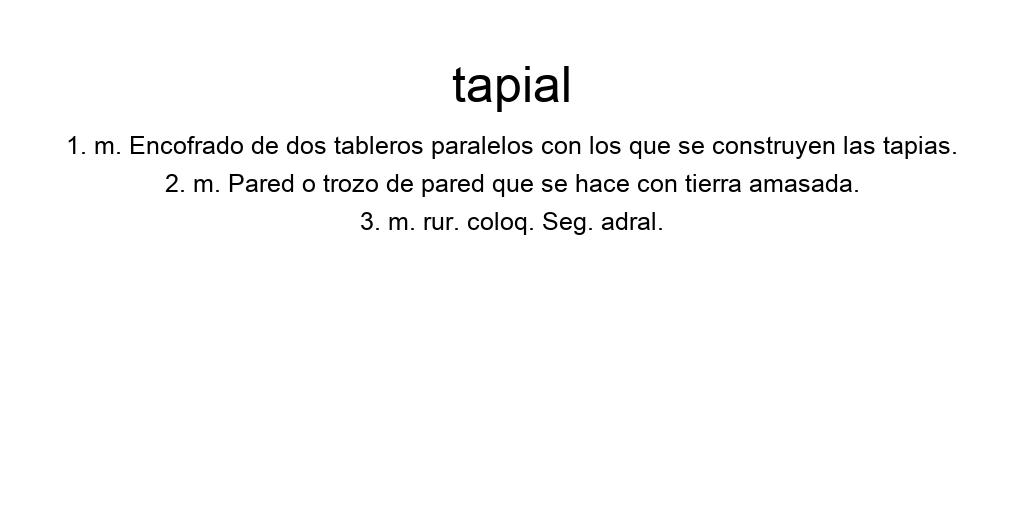 tapial
1. m. Encofrado de dos tableros paralelos con los que se construyen las tapias.
2. m. Pared o trozo de pared que se hace con tierra amasada.
3. m. rur. coloq. Seg. adral.